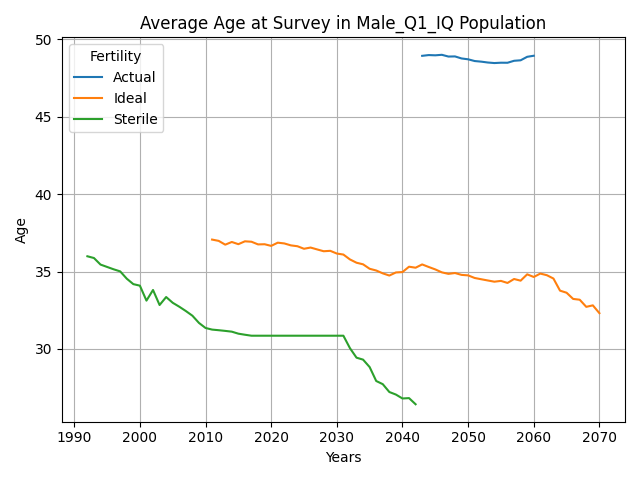 Average Age at Survey in Male_Q1_IQ Population
Fertility
Actual
Ideal
Sterile
50
45
40
35
30
Age
1990 2000 2010 2020 2030 2040 2050 2060 2070
Years